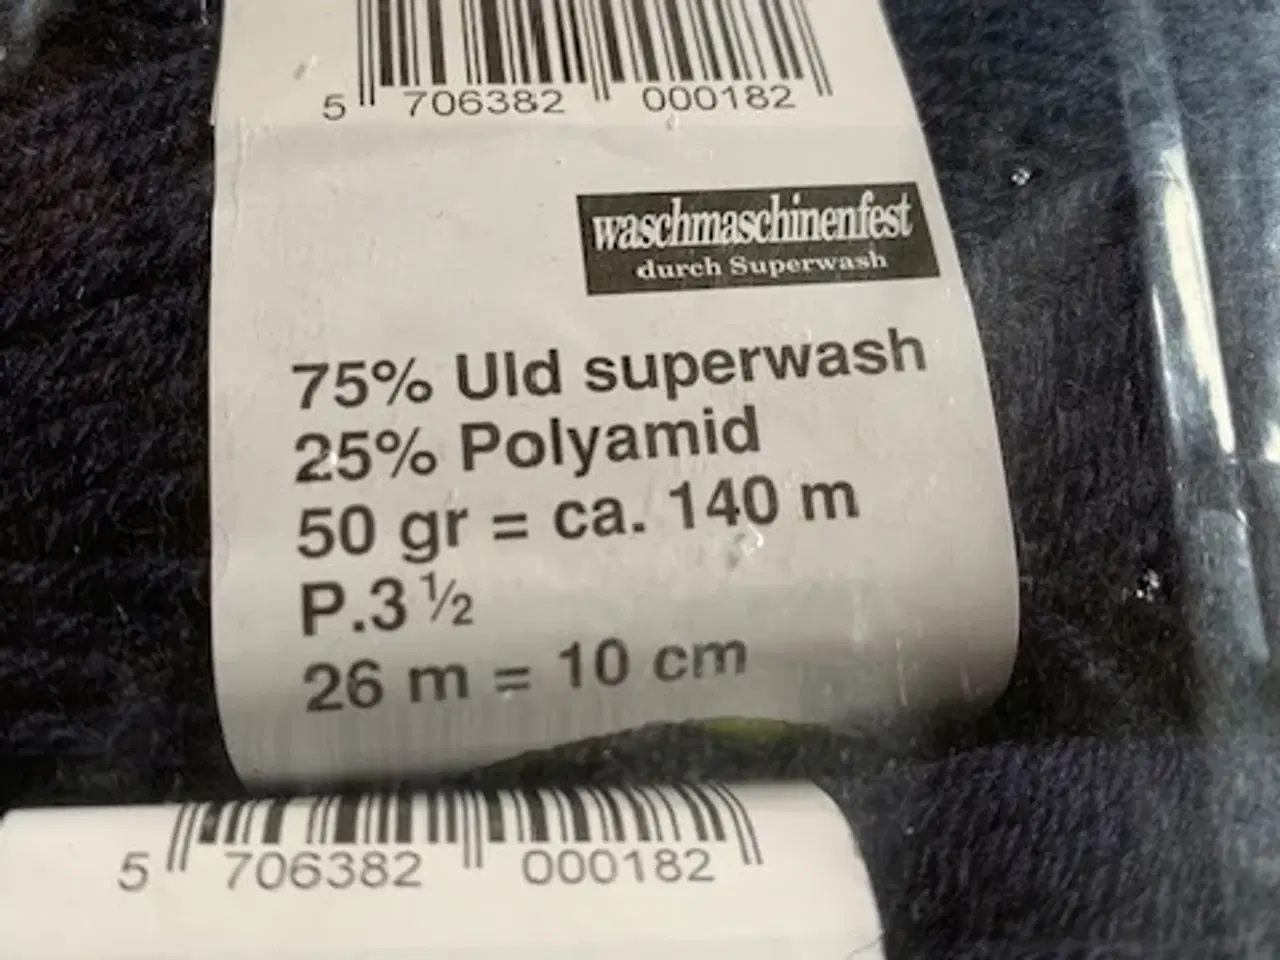 5 706382 000182
waschmaschinenfest
durch Superwash
75% Uld superwash
25% Polyamid
50 gr = ca. 140 m
P.3 ½
26 m = 10 cm
5 706382 000182